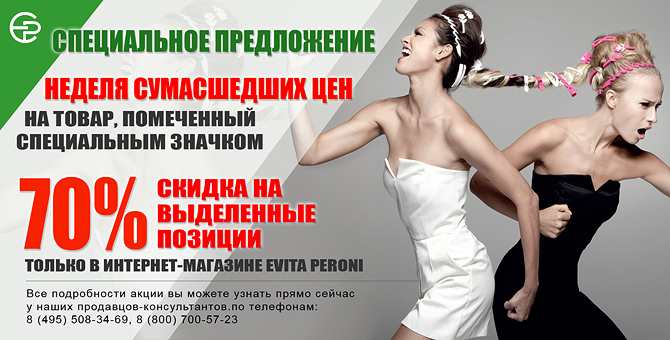 СПЕЦИАЛЬНОЕ ПРЕДЛОЖЕНИЕ
НЕДЕЛЯ СУМАСШЕДШИХ ЦЕН
НА ТОВАР, ПОМЕЧЕННЫЙ
СПЕЦИАЛЬНЫМ ЗНАЧКОМ
70% СКИДКА НА
ВЫДЕЛЕННЫЕ
ПОЗИЦИИ
ТОЛЬКО В ИНТЕРНЕТ-МАГАЗИНЕ EVITA PERONI
Все подробности акции вы можете узнать прямо сейчас
у наших продавцов-консультантов.по телефонам:
8 (495) 508-34-69, 8 (800) 700-57-23